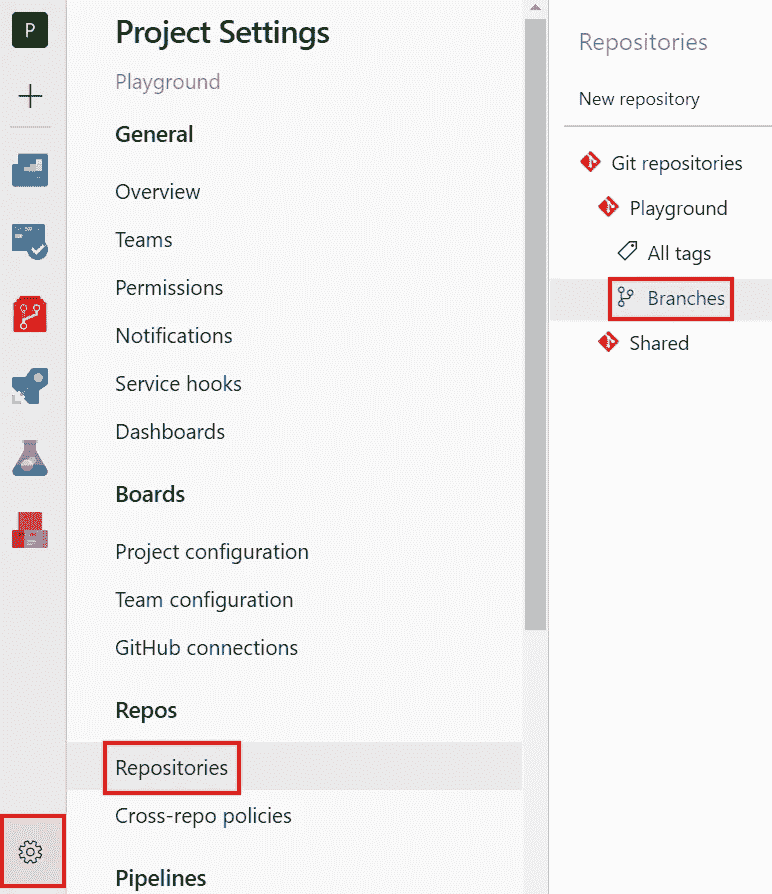 P
Project Settings
Playground
General
Overview
Teams
Permissions
Notifications
Service hooks
Dashboards
Boards
Project configuration
Team configuration
GitHub connections
Repos
Repositories
Cross-repo policies
Pipelines
Repositories
New repository
Git repositories
Playground
All tags
Branches
Shared